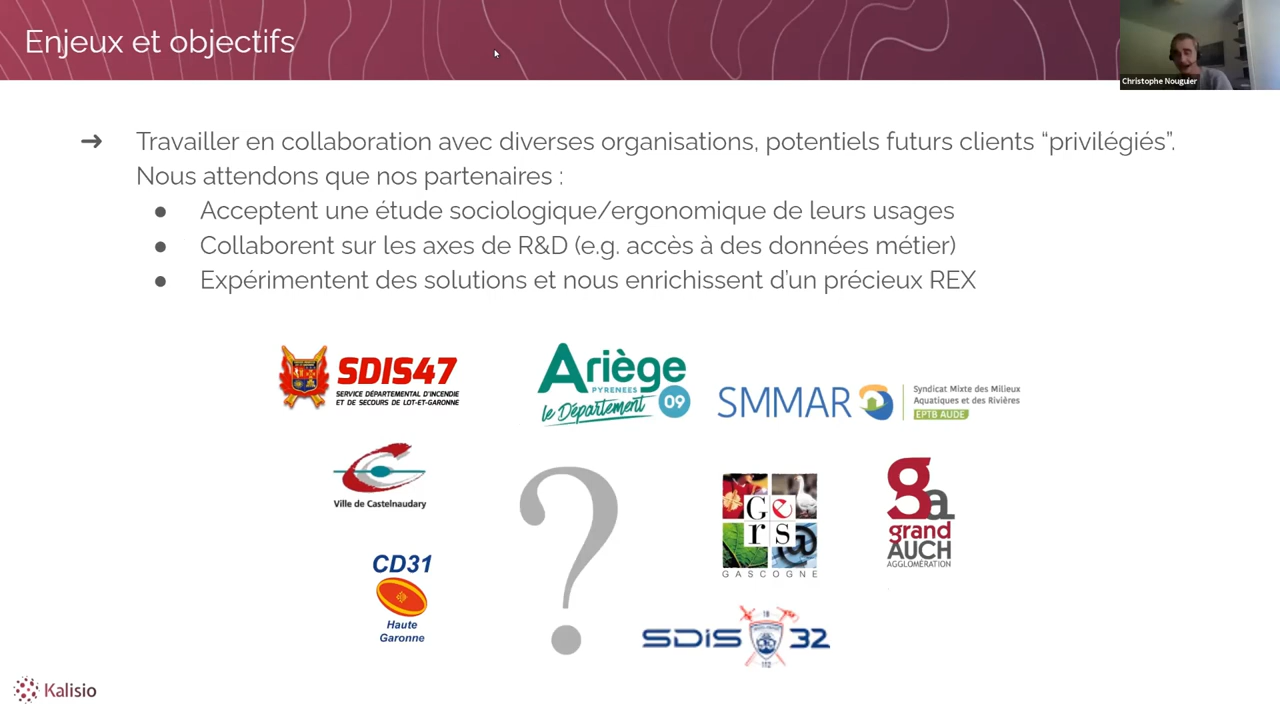 Enjeux et objectifs
Christophe Nouguier
➔ Travailler en collaboration avec diverses organisations, potentiels futurs clients “privilégiés”.
Nous attendons que nos partenaires :
● Acceptent une étude sociologique/ergonomique de leurs usages
● Collaborent sur les axes de R&D (e.g. accès à des données métier)
● Expérimentent des solutions et nous enrichissent d’un précieux REX
SDIS47
SERVICE DÉPARTEMENTAL D'INCENDIE
ET DE SECOURS DE LOT-ET-GARONNE
Ariège
PYRENEES
le Département 09
SMMAR
Syndicat Mixte des Milieux
Aquatiques et des Rivières
EPTB AUDE
Ville de Castelnaudary
?
Gers
GASCOGNE
ga
grand
AUCH
AGGLOMÉRATION
CD31
Haute
Garonne
18
SDIS 32
112
Kalisio